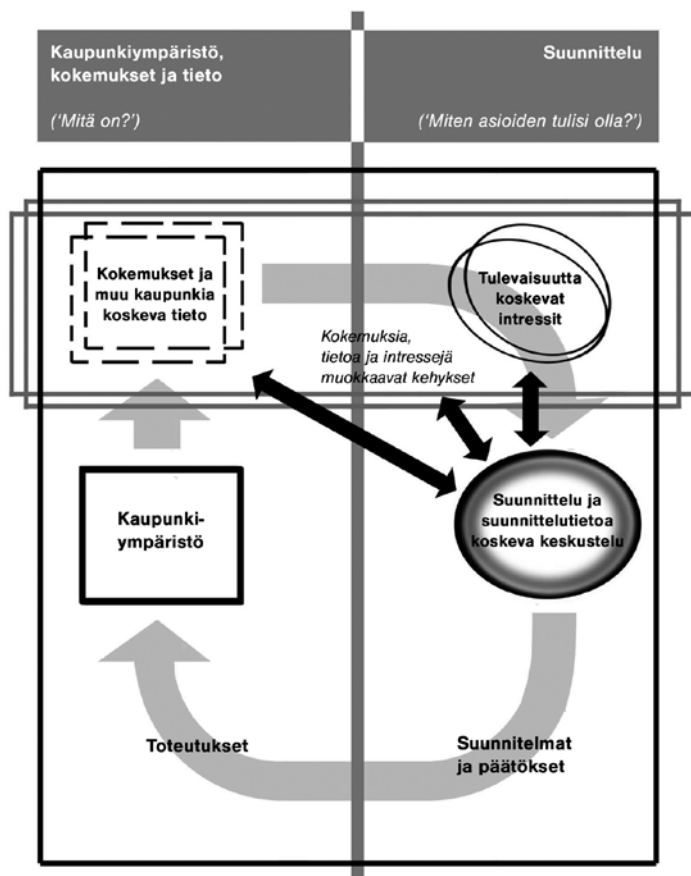 Kaupunkiympäristö,
kokemukset ja tieto
('Mitä on?')
Suunnittelu
('Miten asioiden tulisi olla?')
Kokemukset ja
muu kaupunkia
koskeva tieto
Tulevaisuutta
koskevat
intressit
Kokemuksia,
tietoa ja intressejä
muokkaavat kehykset
Kaupunki-
ympäristö
Suunnittelu ja
suunnittelutietoa
koskeva keskustelu
Toteutukset
Suunnitelmat
ja päätökset